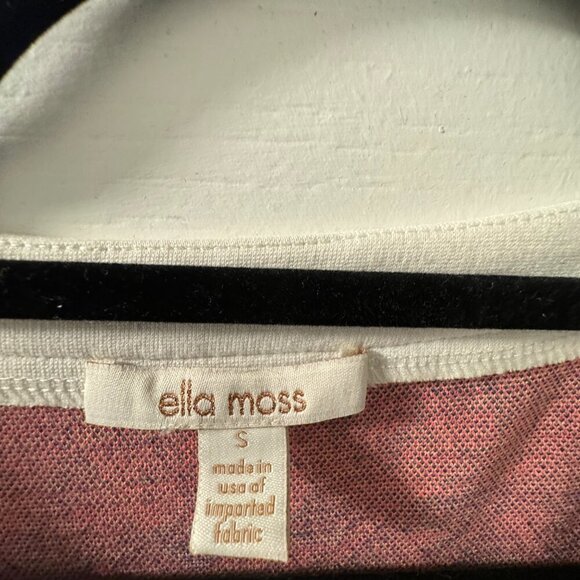 ella moss
S
made in
usa of
imported
fabric